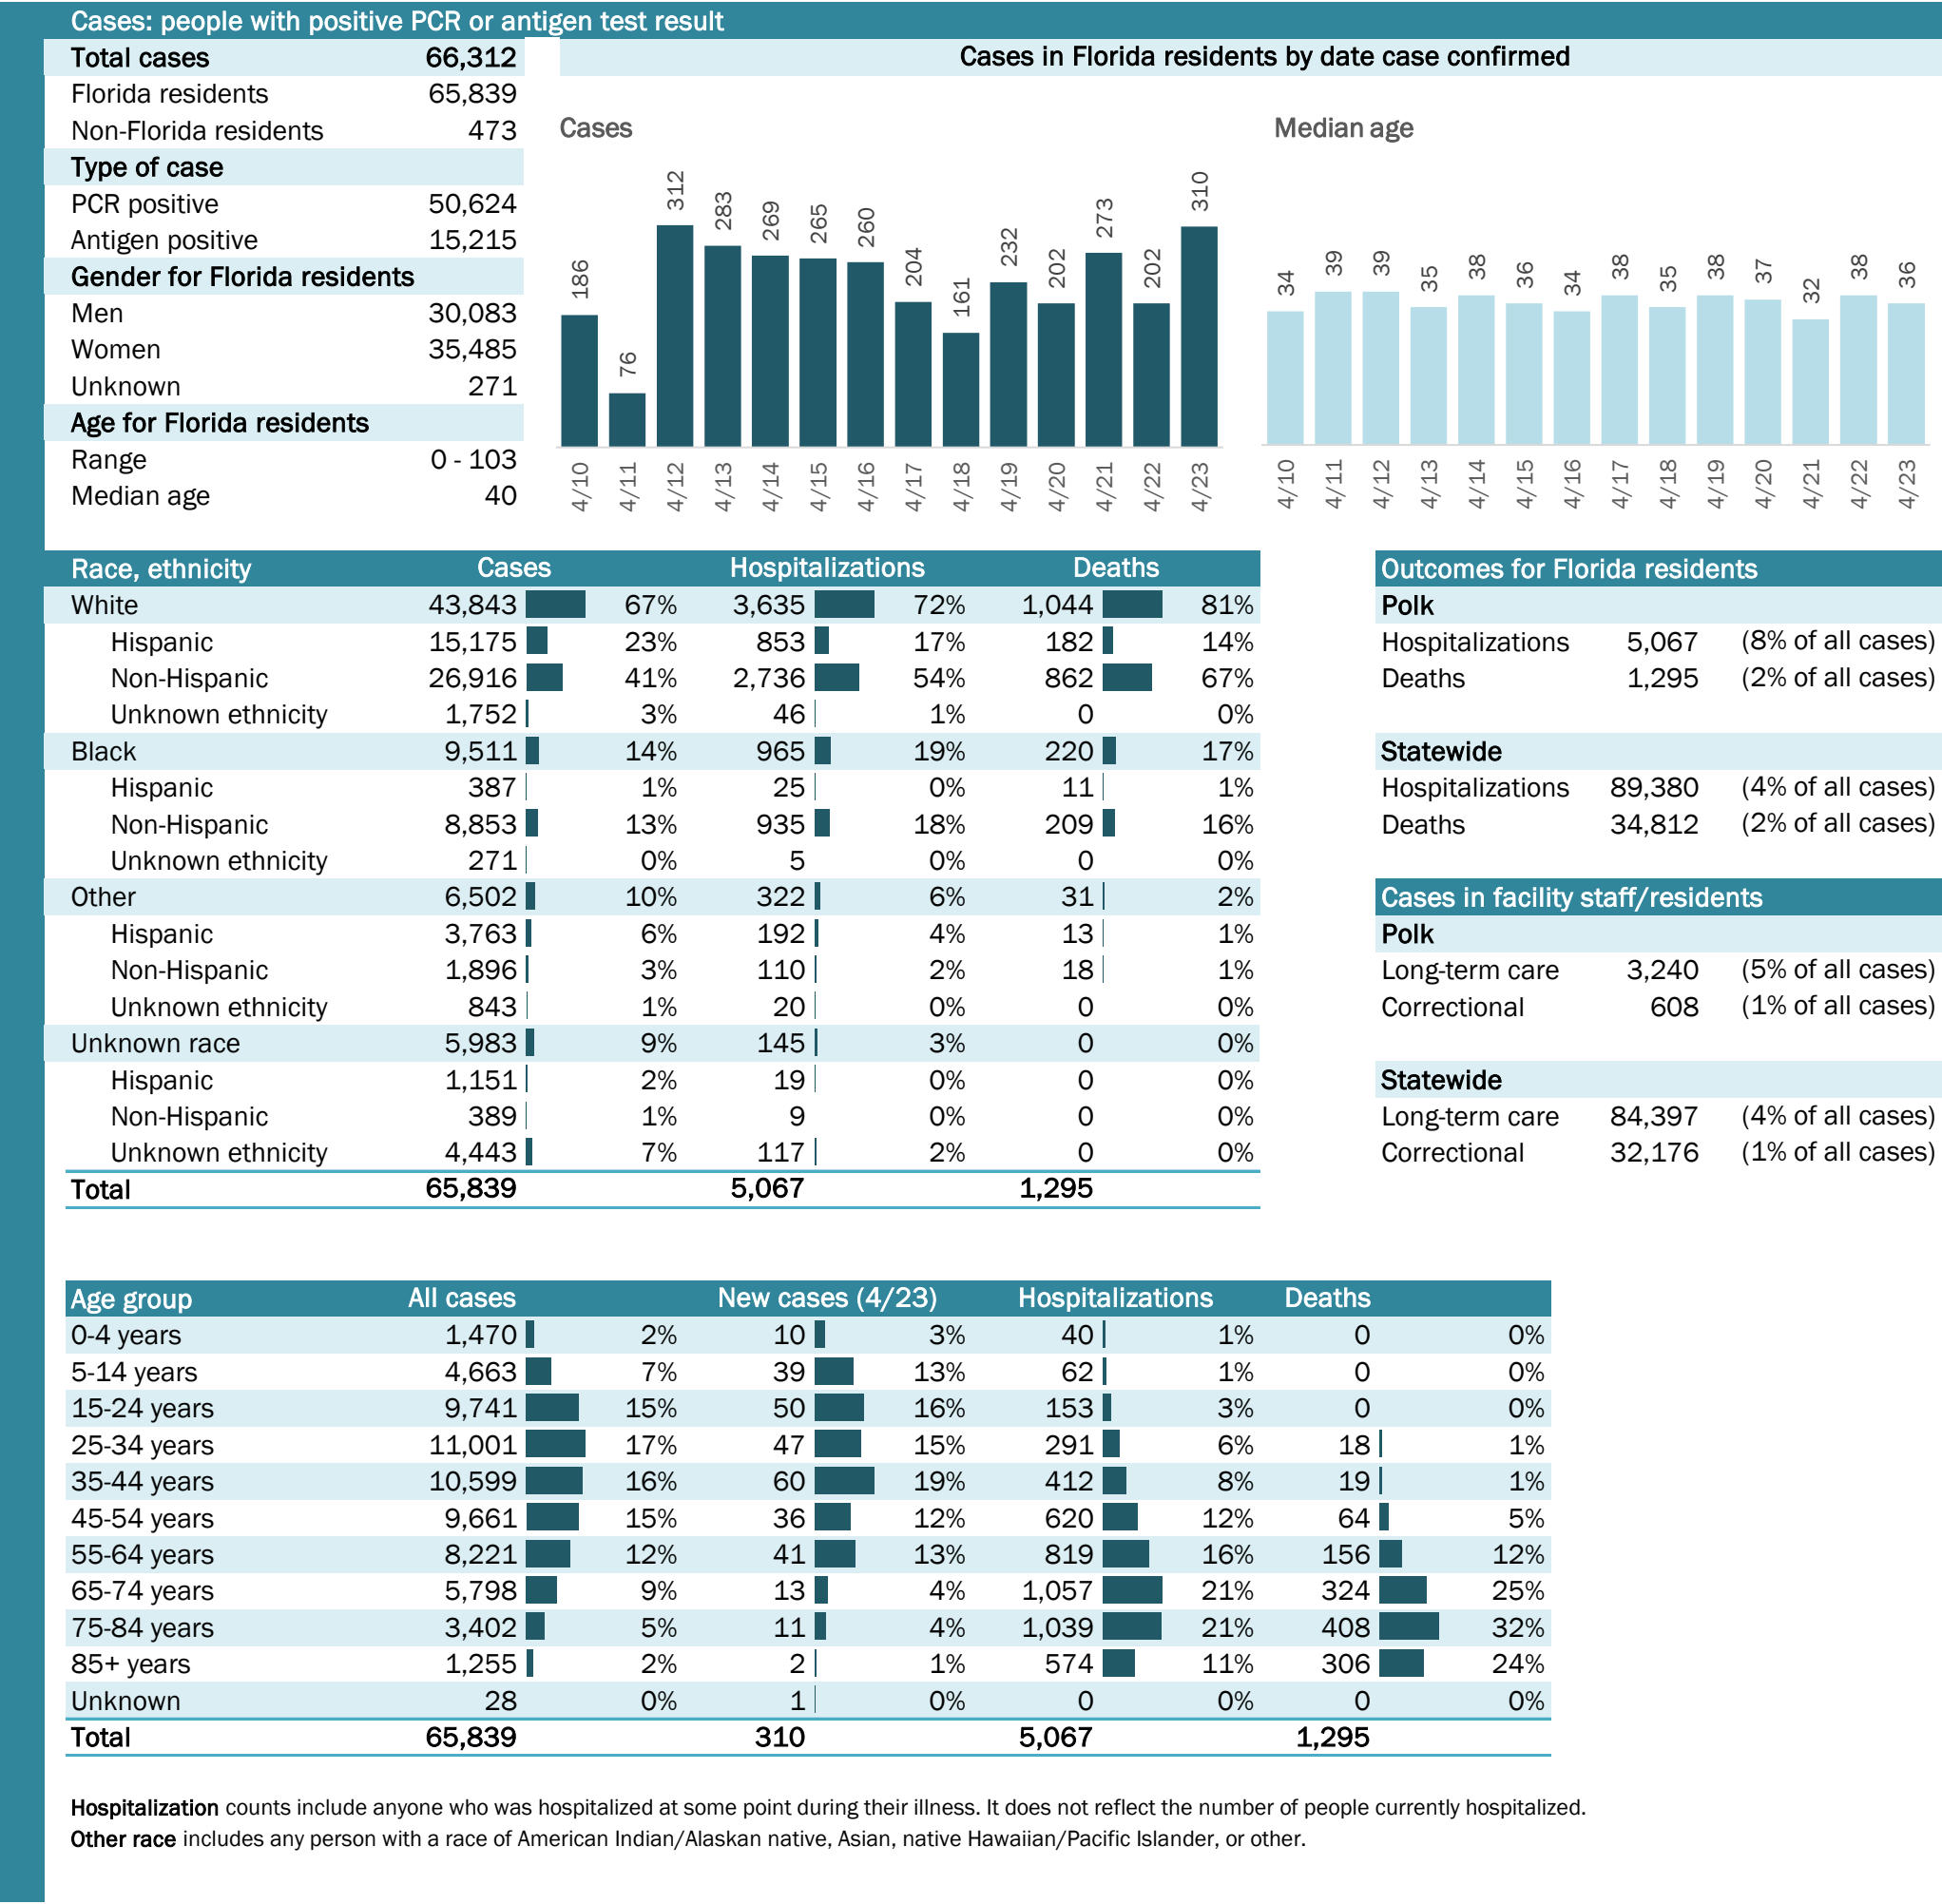 Cases: people with positive PCR or antigen test result
Total cases 66,312
Florida residents 65,839
Non-Florida residents 473
Type of case
PCR positive 50,624
Antigen positive 15,215
Gender for Florida residents
Men 30,083
Women 35,485
Unknown 271
Age for Florida residents
Range 0 - 103
Median age 40
Cases in Florida residents by date case confirmed
Cases
186 76 312 283 269 265 260 204 161 232 202 273 202 310
4/10 4/11 4/12 4/13 4/14 4/15 4/16 4/17 4/18 4/19 4/20 4/21 4/22 4/23
Median age
34 39 39 35 38 36 34 38 35 38 37 32 38 36
4/10 4/11 4/12 4/13 4/14 4/15 4/16 4/17 4/18 4/19 4/20 4/21 4/22 4/23
Race, ethnicity Cases Hospitalizations Deaths
White 43,843 67% 3,635 72% 1,044 81%
Hispanic 15,175 23% 853 17% 182 14%
Non-Hispanic 26,916 41% 2,736 54% 862 67%
Unknown ethnicity 1,752 3% 46 1% 0 0%
Black 9,511 14% 965 19% 220 17%
Hispanic 387 1% 25 0% 11 1%
Non-Hispanic 8,853 13% 935 18% 209 16%
Unknown ethnicity 271 0% 5 0% 0 0%
Other 6,502 10% 322 6% 31 2%
Hispanic 3,763 6% 192 4% 13 1%
Non-Hispanic 1,896 3% 110 2% 18 1%
Unknown ethnicity 843 1% 20 0% 0 0%
Unknown race 5,983 9% 145 3% 0 0%
Hispanic 1,151 2% 19 0% 0 0%
Non-Hispanic 389 1% 9 0% 0 0%
Unknown ethnicity 4,443 7% 117 2% 0 0%
Total 65,839 5,067 1,295
Outcomes for Florida residents
Polk
Hospitalizations 5,067 (8% of all cases)
Deaths 1,295 (2% of all cases)
Statewide
Hospitalizations 89,380 (4% of all cases)
Deaths 34,812 (2% of all cases)
Cases in facility staff/residents
Polk
Long-term care 3,240 (5% of all cases)
Correctional 608 (1% of all cases)
Statewide
Long-term care 84,397 (4% of all cases)
Correctional 32,176 (1% of all cases)
Age group All cases New cases (4/23) Hospitalizations Deaths
0-4 years 1,470 2% 10 3% 40 1% 0 0%
5-14 years 4,663 7% 39 13% 62 1% 0 0%
15-24 years 9,741 15% 50 16% 153 3% 0 0%
25-34 years 11,001 17% 47 15% 291 6% 18 1%
35-44 years 10,599 16% 60 19% 412 8% 19 1%
45-54 years 9,661 15% 36 12% 620 12% 64 5%
55-64 years 8,221 12% 41 13% 819 16% 156 12%
65-74 years 5,798 9% 13 4% 1,057 21% 324 25%
75-84 years 3,402 5% 11 4% 1,039 21% 408 32%
85+ years 1,255 2% 2 1% 574 11% 306 24%
Unknown 28 0% 1 0% 0 0% 0 0%
Total 65,839 310 5,067 1,295
Hospitalization counts include anyone who was hospitalized at some point during their illness. It does not reflect the number of people currently hospitalized.
Other race includes any person with a race of American Indian/Alaskan native, Asian, native Hawaiian/Pacific Islander, or other.